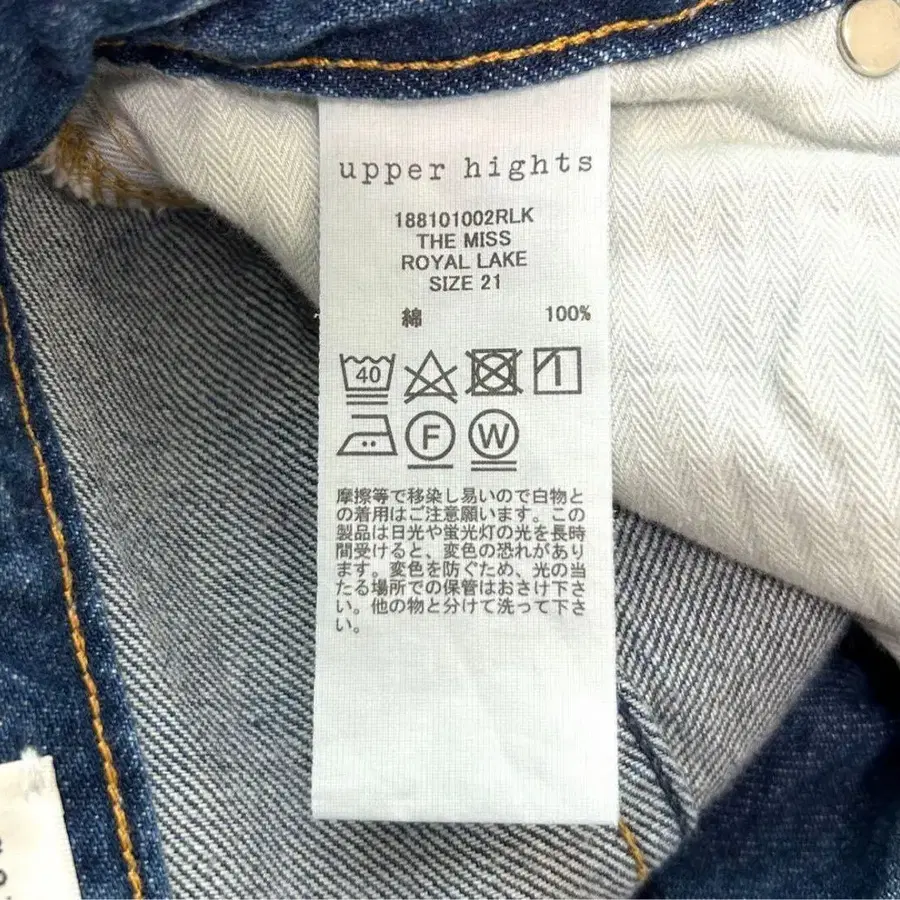 upper hights
188101002RLK
THE MISS
ROYAL LAKE
SIZE 21
綿 100%
40
F W
摩擦等で移染し易いので白物と
の着用はご注意願います。この
製品は日光や蛍光灯の光を長時
間受けると、変色の恐れがあり
ます。変色を防ぐため、光の当
たる場所での保管はおさけ下さ
い。他の物と分けて洗って下さ
い。